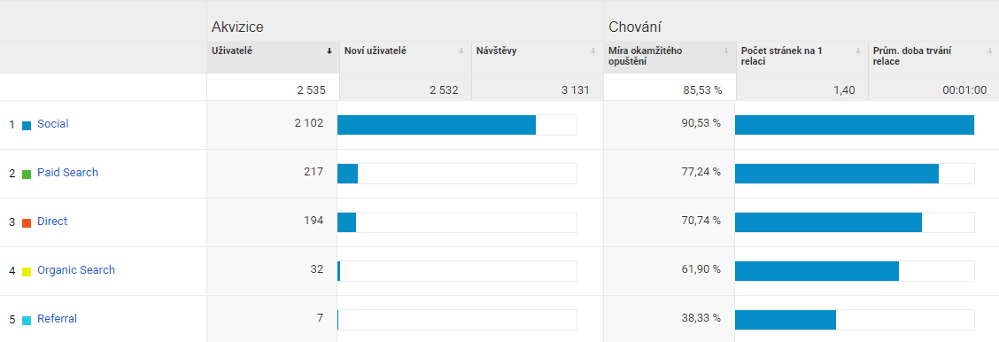 Akvizice
Chování
Uživatelé
Noví uživatelé
Návštěvy
Míra okamžitého
opuštění
Počet stránek na 1
relaci
Prům. doba trvání
relace
2 535
2 532
3 131
85,53 %
1,40
00:01:00
1 Social 2 102 90,53 %
2 Paid Search 217 77,24 %
3 Direct 194 70,74 %
4 Organic Search 32 61,90 %
5 Referral 7 38,33 %